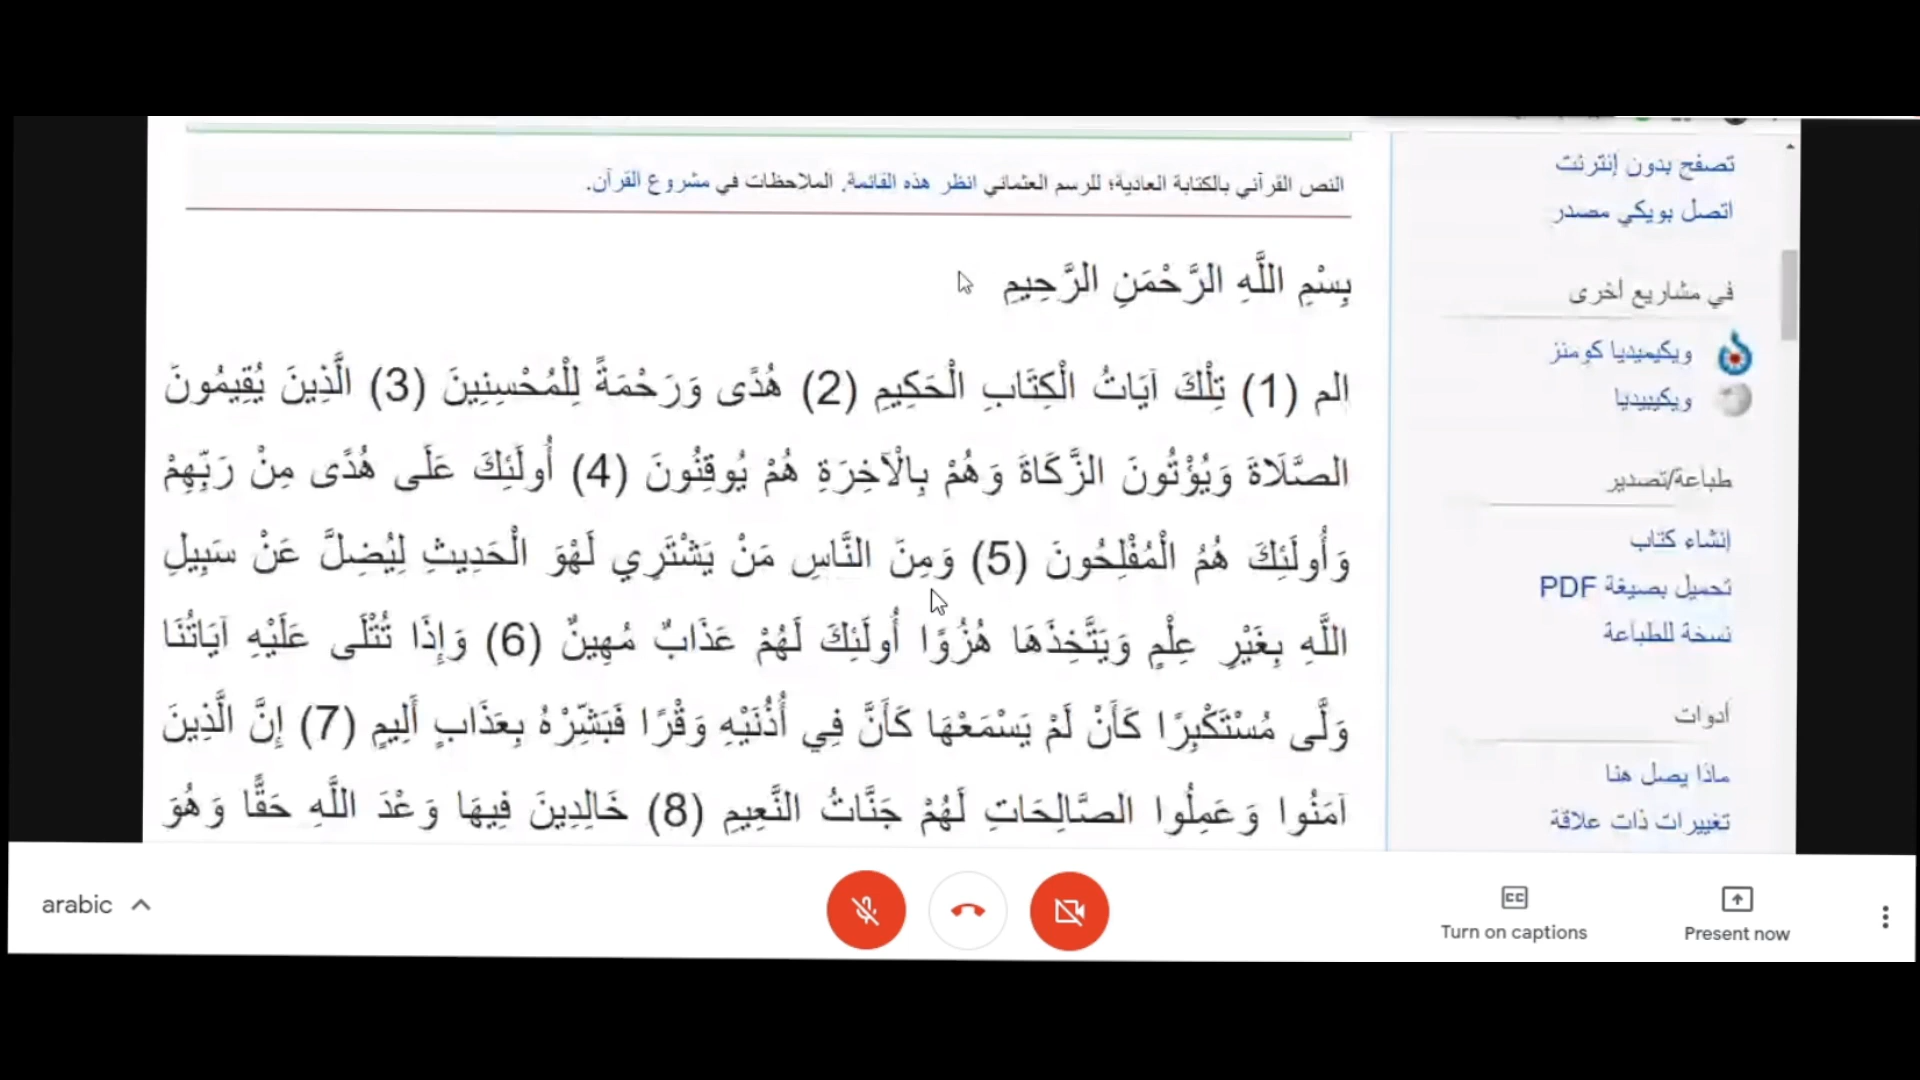 النص القرآني بالكتابة العادية؛ للرسم العثماني انظر هذه القائمة. الملاحظات في مشروع القرآن.
بِسْمِ اللَّهِ الرَّحْمَنِ الرَّحِيمِ
الم (1) تِلْكَ آيَاتُ الْكِتَابِ الْحَكِيمِ (2) هُدًى وَرَحْمَةً لِلْمُحْسِنِينَ (3) الَّذِينَ يُقِيمُونَ
الصَّلَاةَ وَيُؤْتُونَ الزَّكَاةَ وَهُمْ بِالْآخِرَةِ هُمْ يُوقِنُونَ (4) أُولَئِكَ عَلَى هُدًى مِنْ رَبِّهِمْ
وَأُولَئِكَ هُمُ الْمُفْلِحُونَ (5) وَمِنَ النَّاسِ مَنْ يَشْتَرِي لَهْوَ الْحَدِيثِ لِيُضِلَّ عَنْ سَبِيلِ
اللَّهِ بِغَيْرِ عِلْمٍ وَيَتَّخِذَهَا هُزُوًا أُولَئِكَ لَهُمْ عَذَابٌ مُهِينٌ (6) وَإِذَا تُتْلَى عَلَيْهِ آيَاتُنَا
وَلَّى مُسْتَكْبِرًا كَأَنْ لَمْ يَسْمَعْهَا كَأَنَّ فِي أُذُنَيْهِ وَقْرًا فَبَشِّرْهُ بِعَذَابٍ أَلِيمٍ (7) إِنَّ الَّذِينَ
آمَنُوا وَعَمِلُوا الصَّالِحَاتِ لَهُمْ جَنَّاتُ النَّعِيمِ (8) خَالِدِينَ فِيهَا وَعْدَ اللَّهِ حَقًّا وَهُوَ
تصفح بدون إنترنت
اتصل بويكي مصدر
في مشاريع أخرى
ويكيميديا كومنز
ويكيبيديا
طباعة/تصدير
إنشاء كتاب
تحميل بصيغة PDF
نسخة للطباعة
أدوات
ماذا يصل هنا
تغييرات ذات علاقة
arabic
Turn on captions
Present now